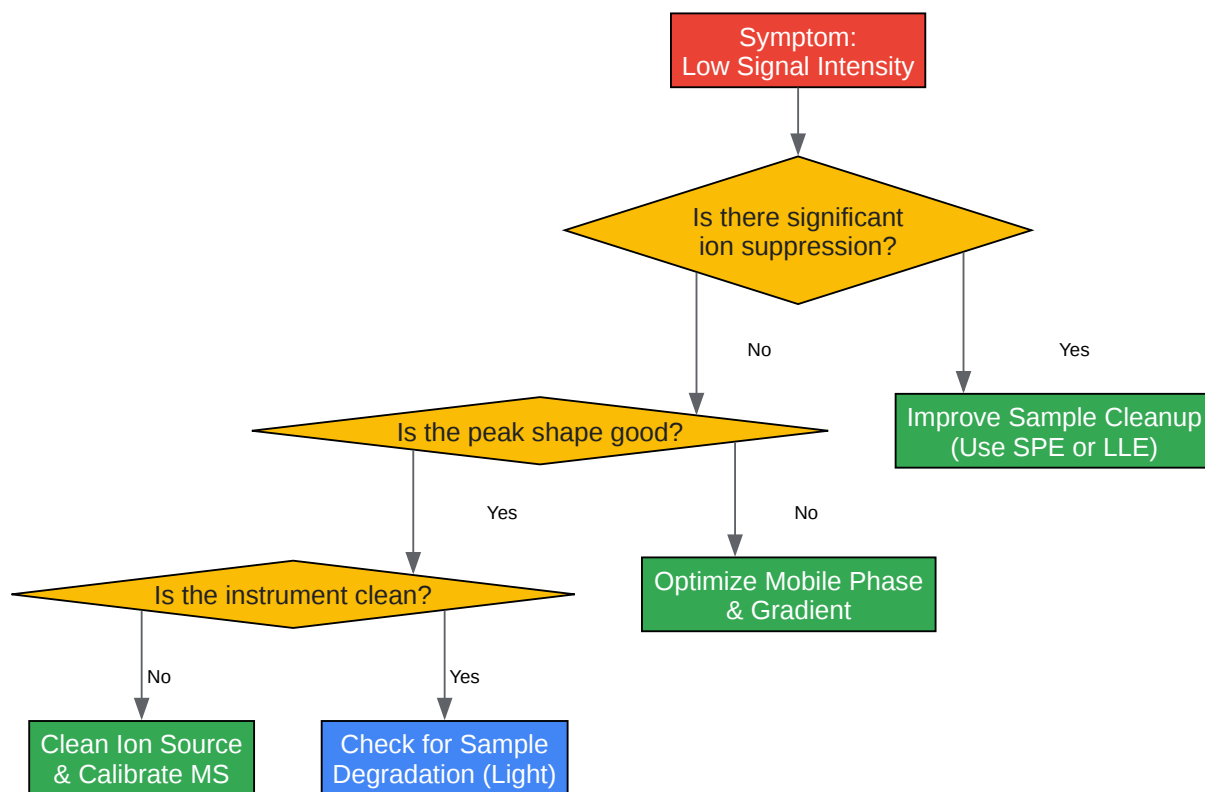 Symptom:
Low Signal Intensity
Is there significant
ion suppression?
No
Yes
Is the peak shape good?
Improve Sample Cleanup
(Use SPE or LLE)
Yes
No
Is the instrument clean?
Optimize Mobile Phase
& Gradient
No
Yes
Clean Ion Source
& Calibrate MS
Check for Sample
Degradation (Light)